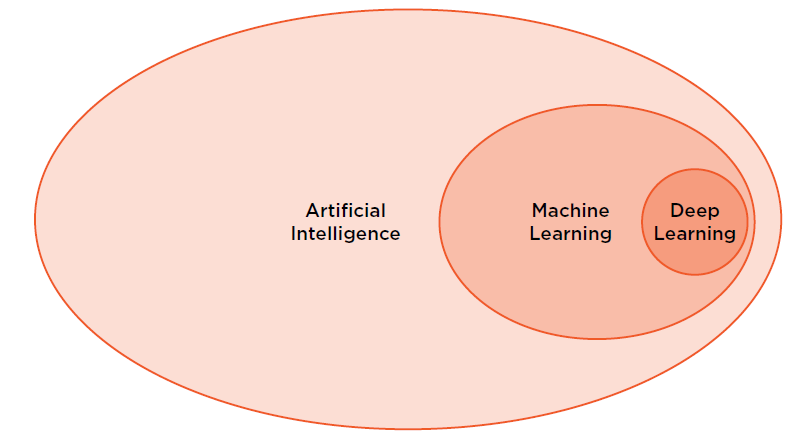 Artificial
Intelligence
Machine
Learning
Deep
Learning